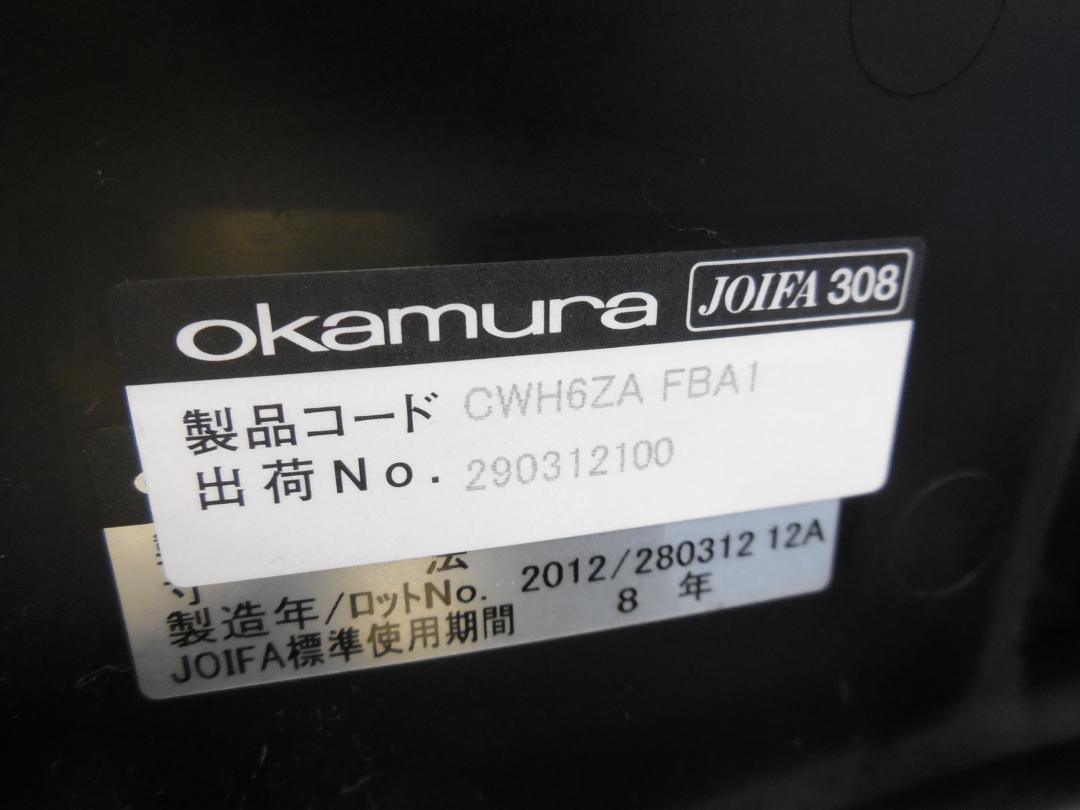 okamura JOIFA 308
製品コード CWH6ZA FBA1
出荷No. 290312100
寸 法
製造年/ロットNo. 2012/280312 12A
JOIFA標準使用期間 8 年